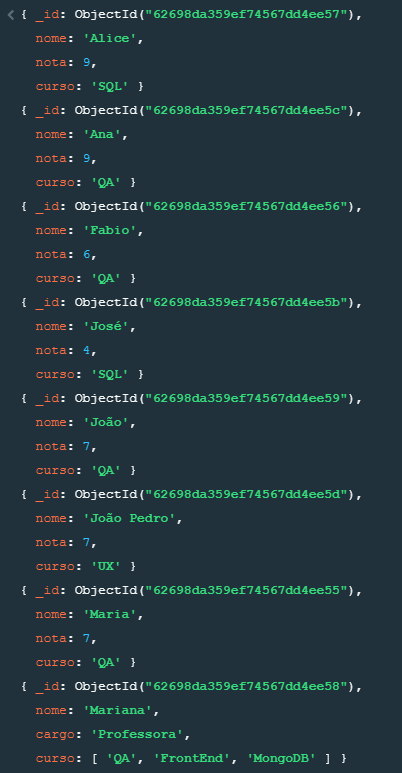 { _id: ObjectId("62698da359ef74567dd4ee57"),
nome: 'Alice',
nota: 9,
curso: 'SQL' }
{ _id: ObjectId("62698da359ef74567dd4ee5c"),
nome: 'Ana',
nota: 9,
curso: 'QA' }
{ _id: ObjectId("62698da359ef74567dd4ee56"),
nome: 'Fabio',
nota: 6,
curso: 'QA' }
{ _id: ObjectId("62698da359ef74567dd4ee5b"),
nome: 'José',
nota: 4,
curso: 'SQL' }
{ _id: ObjectId("62698da359ef74567dd4ee59"),
nome: 'João',
nota: 7,
curso: 'QA' }
{ _id: ObjectId("62698da359ef74567dd4ee5d"),
nome: 'João Pedro',
nota: 7,
curso: 'UX' }
{ _id: ObjectId("62698da359ef74567dd4ee55"),
nome: 'Maria',
nota: 7,
curso: 'QA' }
{ _id: ObjectId("62698da359ef74567dd4ee58"),
nome: 'Mariana',
cargo: 'Professora',
curso: [ 'QA', 'FrontEnd', 'MongoDB' ] }